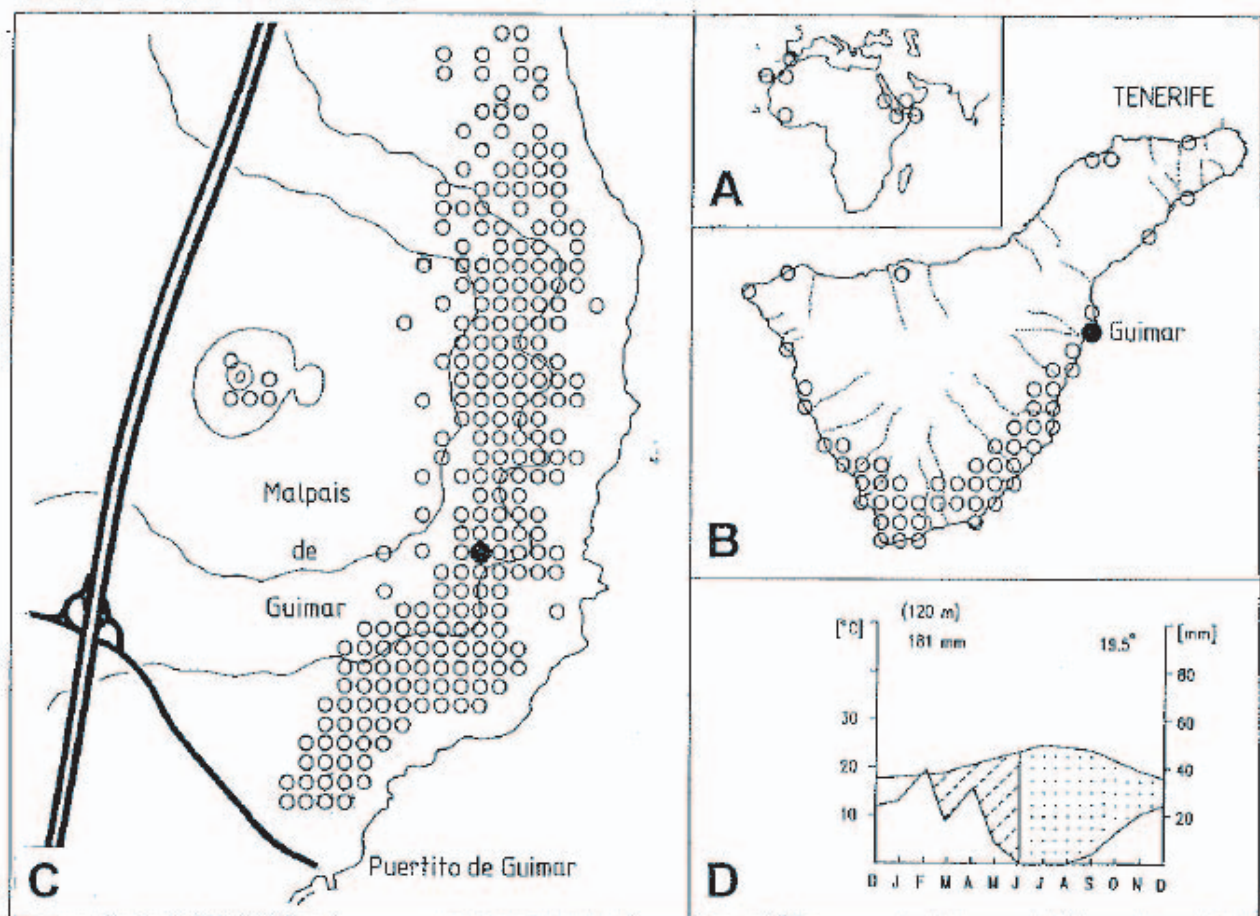 A
TENERIFE
Guimar
B
Malpais
de
Guimar
Puertito de Guimar
C
(120 m)
[°C] 181 mm 19.5° [mm]
80
30 60
20 40
10 20
D J F M A M J J A S O N D
D